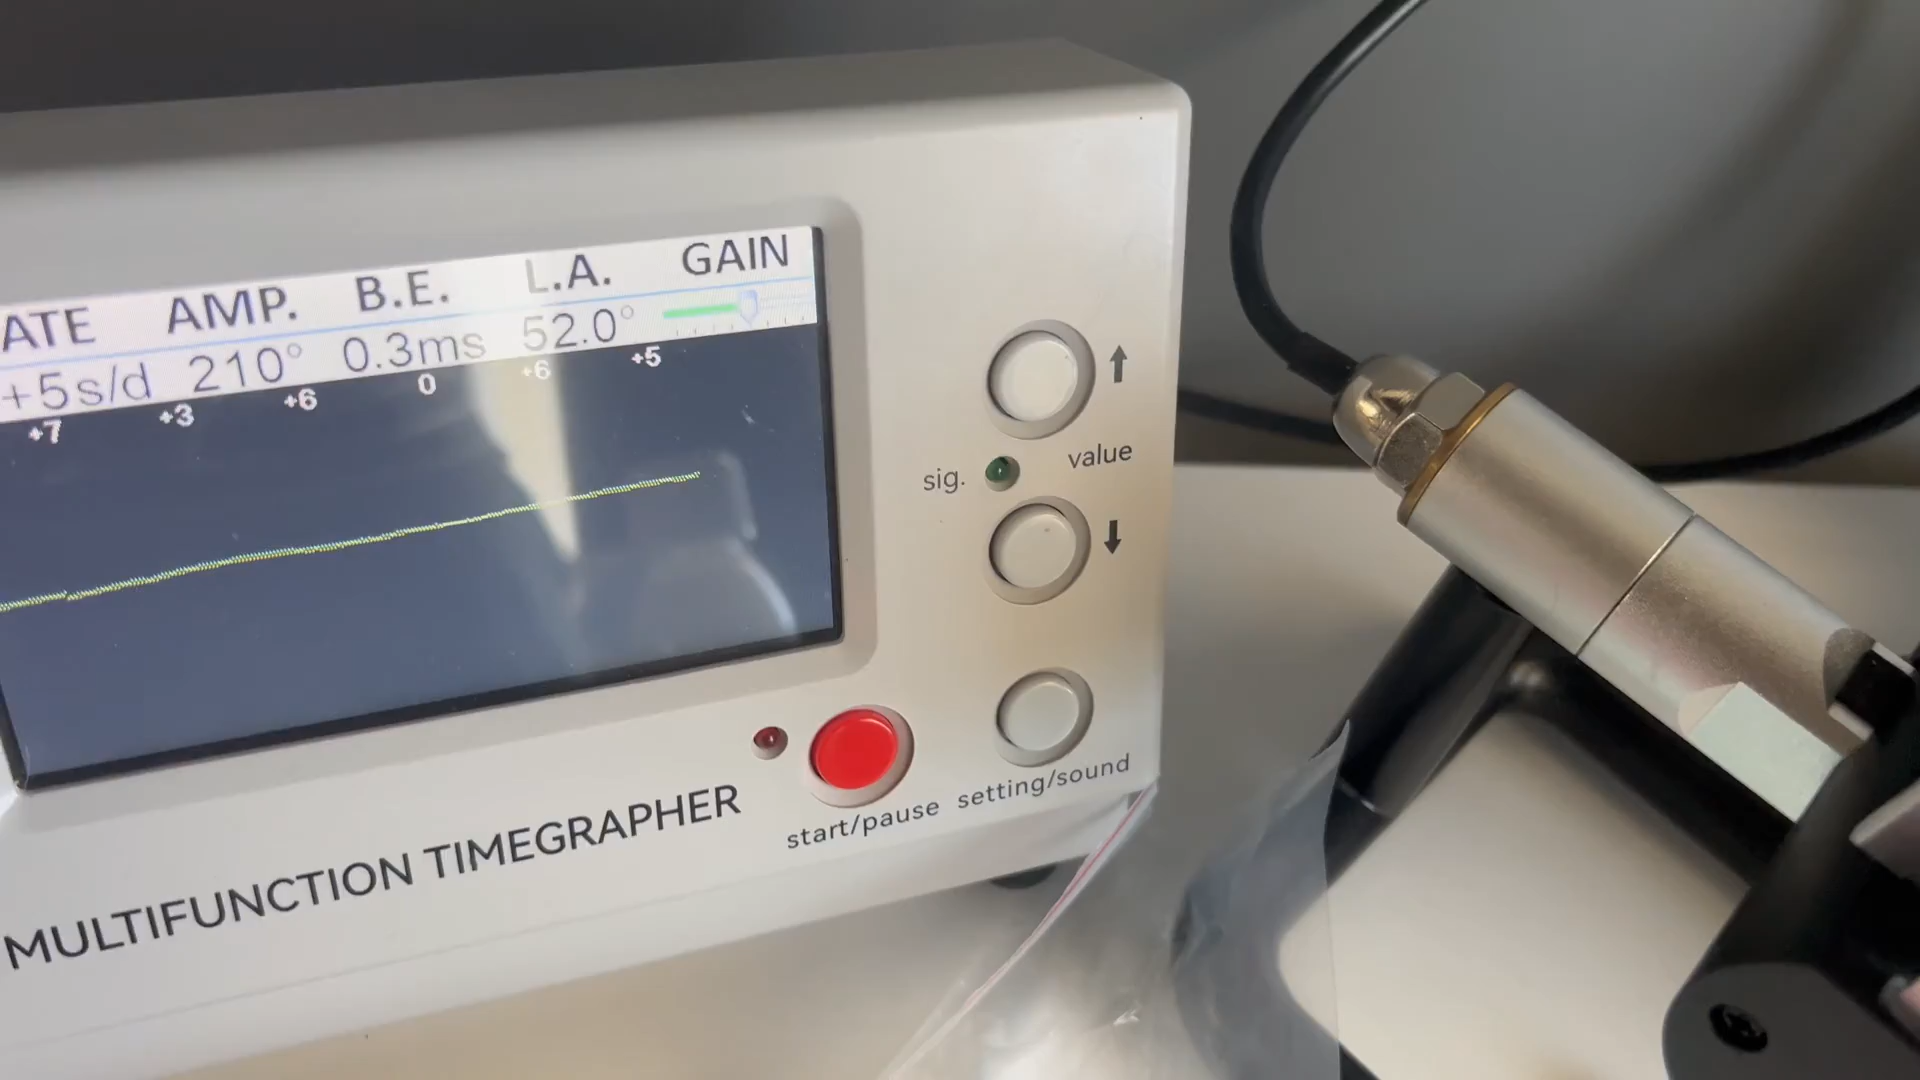 ATE AMP. B.E. L.A. GAIN
+5s/d 210° 0.3ms 52.0°
+7 +3 +6 0 +6 +5
value
sig.
start/pause setting/sound
MULTIFUNCTION TIMEGRAPHER